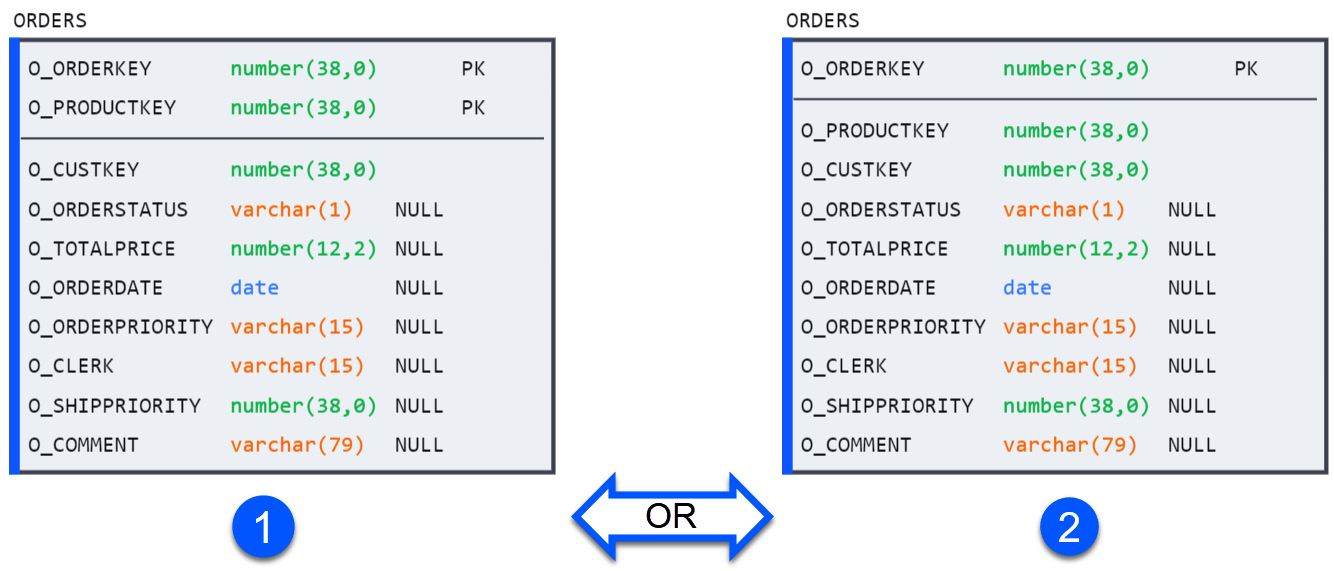 ORDERS
O_ORDERKEY number(38,0) PK
O_PRODUCTKEY number(38,0) PK
O_CUSTKEY number(38,0)
O_ORDERSTATUS varchar(1) NULL
O_TOTALPRICE number(12,2) NULL
O_ORDERDATE date NULL
O_ORDERPRIORITY varchar(15) NULL
O_CLERK varchar(15) NULL
O_SHIPPRIORITY number(38,0) NULL
O_COMMENT varchar(79) NULL
1
OR
ORDERS
O_ORDERKEY number(38,0) PK
O_PRODUCTKEY number(38,0)
O_CUSTKEY number(38,0)
O_ORDERSTATUS varchar(1) NULL
O_TOTALPRICE number(12,2) NULL
O_ORDERDATE date NULL
O_ORDERPRIORITY varchar(15) NULL
O_CLERK varchar(15) NULL
O_SHIPPRIORITY number(38,0) NULL
O_COMMENT varchar(79) NULL
2